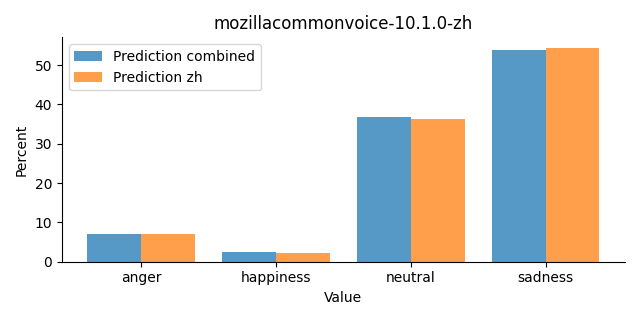 mozillacommonvoice-10.1.0-zh
Prediction combined
Prediction zh
Percent
50
40
30
20
10
0
anger happiness neutral sadness
Value